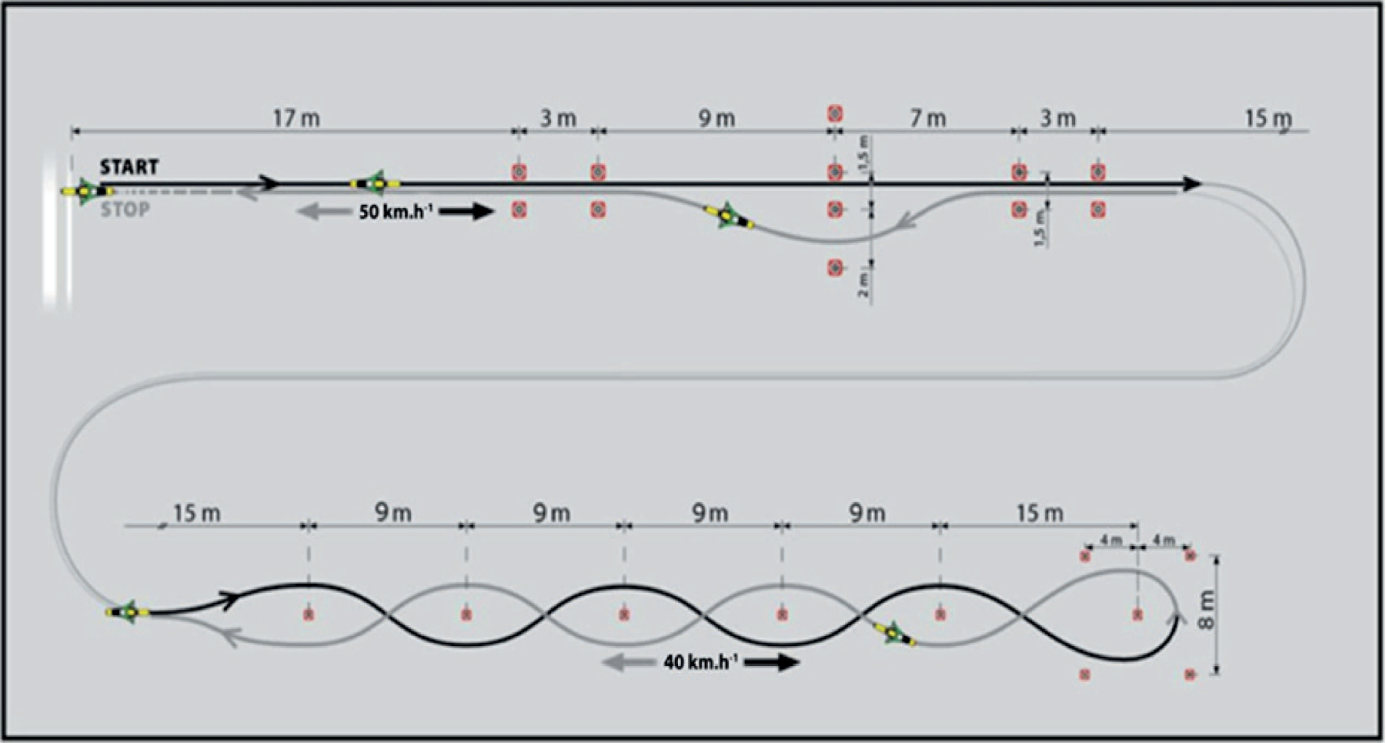 17 m 3 m 9 m 7 m 3 m 15 m
START
1,5 m
STOP
50 km.h-¹
1,5 m
2 m
15 m 9 m 9 m 9 m 9 m 15 m
4 m 4 m
8 m
40 km.h-¹